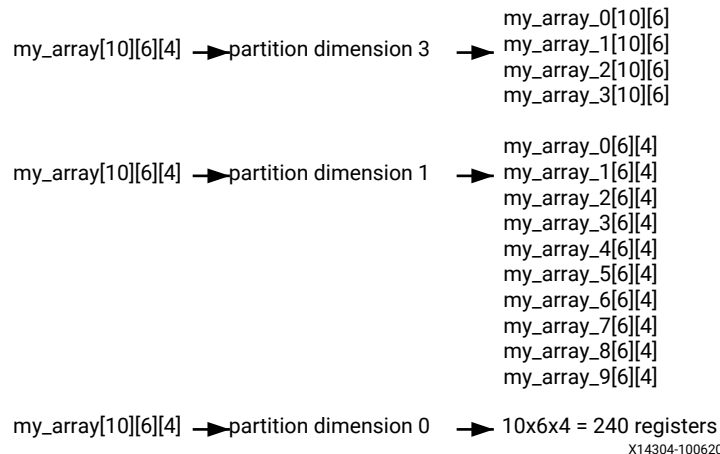 my_array[10][6][4] partition dimension 3
my_array_0[10][6]
my_array_1[10][6]
my_array_2[10][6]
my_array_3[10][6]
my_array[10][6][4] partition dimension 1
my_array_0[6][4]
my_array_1[6][4]
my_array_2[6][4]
my_array_3[6][4]
my_array_4[6][4]
my_array_5[6][4]
my_array_6[6][4]
my_array_7[6][4]
my_array_8[6][4]
my_array_9[6][4]
my_array[10][6][4] partition dimension 0 10x6x4 = 240 registers
X14304-100620